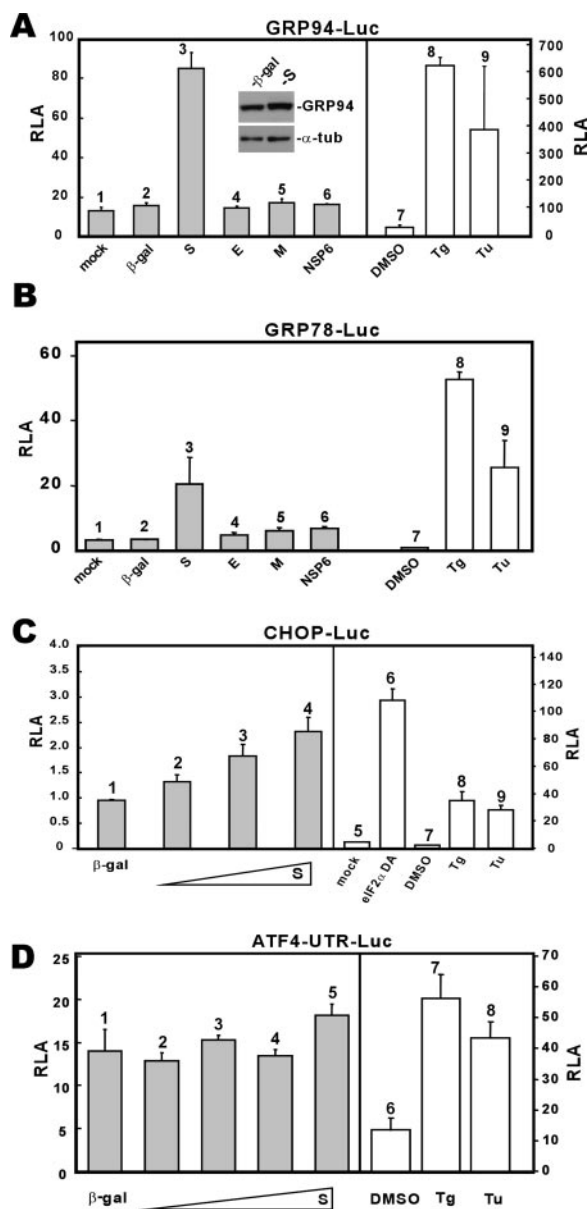 A GRP94-Luc
100 80 60 40 20 0
RLA
1 2 3 4 5 6
-β-gal -S
-GRP94
-α-tub
mock β-gal S E M NSP6
7 8 9
DMSO Tg Tu
700 600 500 400 300 200 100 0
RLA
B GRP78-Luc
60 40 20 0
RLA
1 2 3 4 5 6 7 8 9
mock β-gal S E M NSP6 DMSO Tg Tu
C CHOP-Luc
4.0 3.5 3.0 2.5 2.0 1.5 1.0 0.5 0
RLA
1 2 3 4
β-gal S
5 6 7 8 9
mock eIF2α DA DMSO Tg Tu
140 120 100 80 60 40 20 0
RLA
D ATF4-UTR-Luc
25 20 15 10 5 0
RLA
1 2 3 4 5
β-gal S
6 7 8
DMSO Tg Tu
70 60 50 40 30 20 10 0
RLA